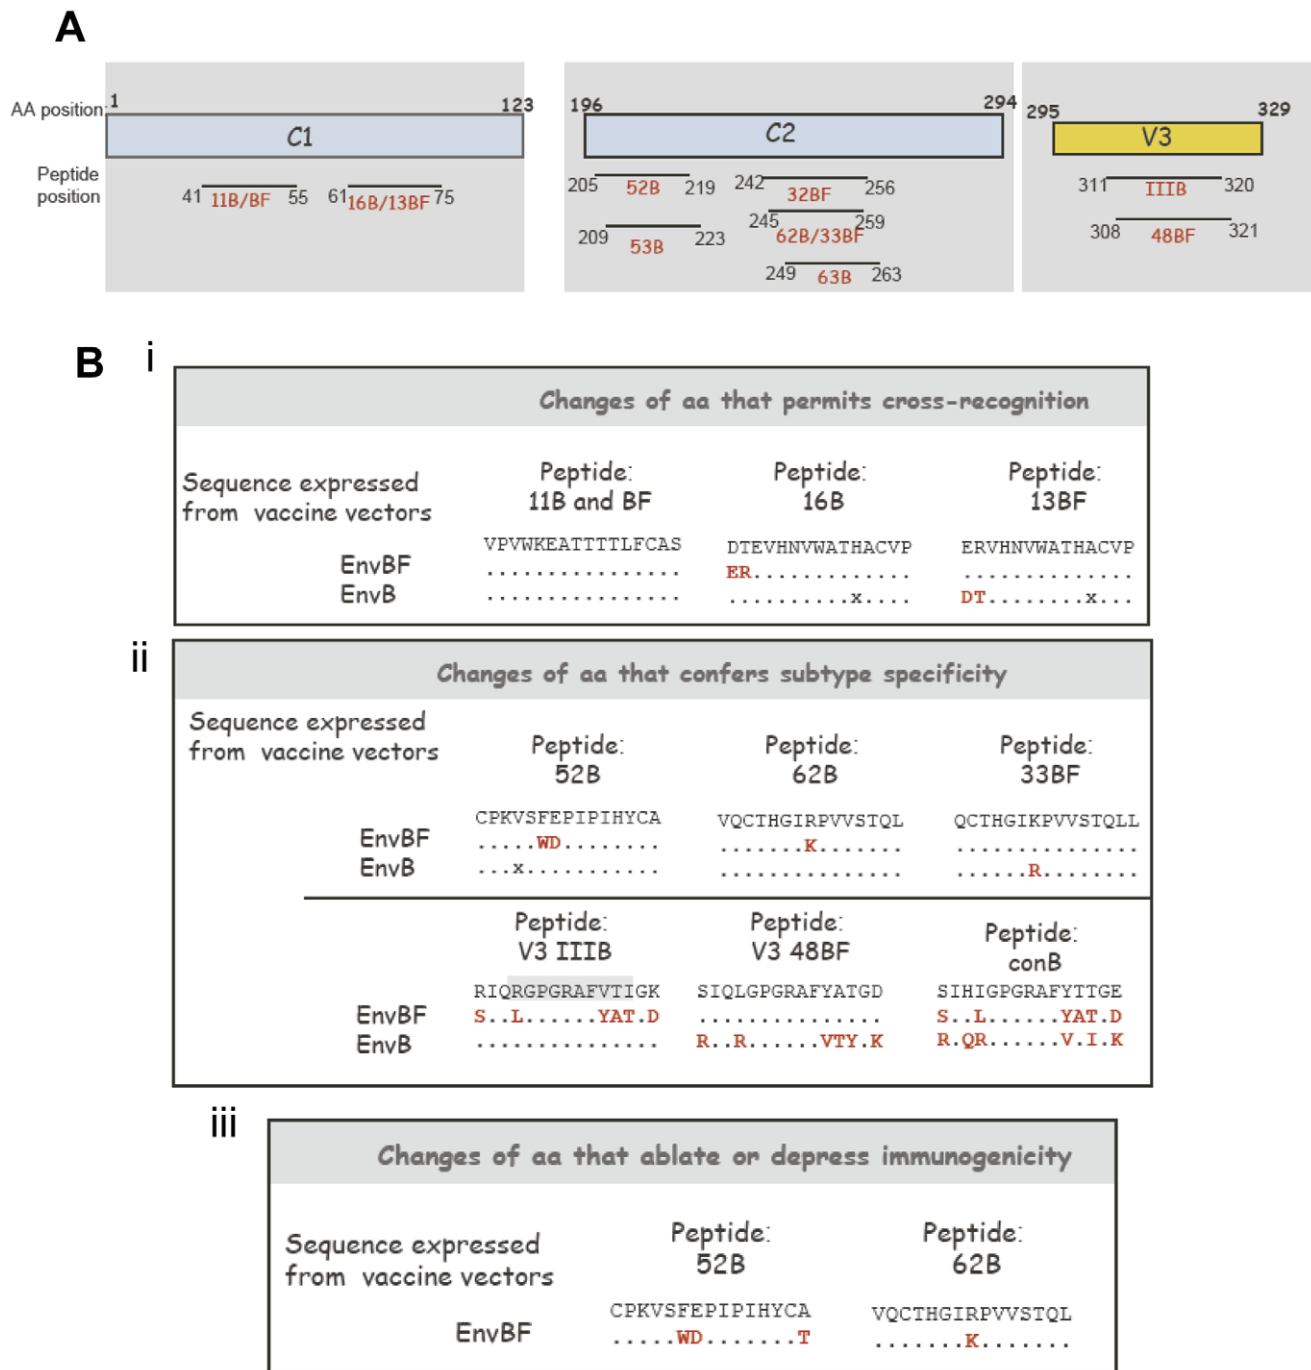 A
AA position:
1
123
196
294
295
329
C1
C2
V3
Peptide
position
41 11B/BF 55
61 16B/13BF 75
205 52B 219
242 32BF 256
311 IIIB 320
209 53B 223
245 62B/33BF 259
308 48BF 321
249 63B 263
B
i
Changes of aa that permits cross-recognition
Sequence expressed
from vaccine vectors
Peptide:
11B and BF
Peptide:
16B
Peptide:
13BF
VPVWKEATTTTLFCAS
DTEVHNVWATHACVP
ERVHNVWATHACVP
EnvBF
................
ER.............
..............
EnvB
................
..........x....
DT........x...
ii
Changes of aa that confers subtype specificity
Sequence expressed
from vaccine vectors
Peptide:
52B
Peptide:
62B
Peptide:
33BF
CPKVSFEPIPIHYCA
VQCTHGIRPVVSTQL
QCTHGIKPVVSTQLL
EnvBF
.....WD........
.......K.......
...............
EnvB
...x...........
...............
......R........
Peptide:
V3 IIIB
Peptide:
V3 48BF
Peptide:
conB
RIQRGPGRAFVTIGK
SIQLGPGRAFYATGD
SIHIGPGRAFYTTGE
EnvBF
S..L......YAT.D
...............
S..L......YAT.D
EnvB
...............
R..R......VTY.K
R.QR......V.I.K
iii
Changes of aa that ablate or depress immunogenicity
Sequence expressed
from vaccine vectors
Peptide:
52B
Peptide:
62B
CPKVSFEPIPIHYCA
VQCTHGIRPVVSTQL
EnvBF
.....WD.......T
.......K.......